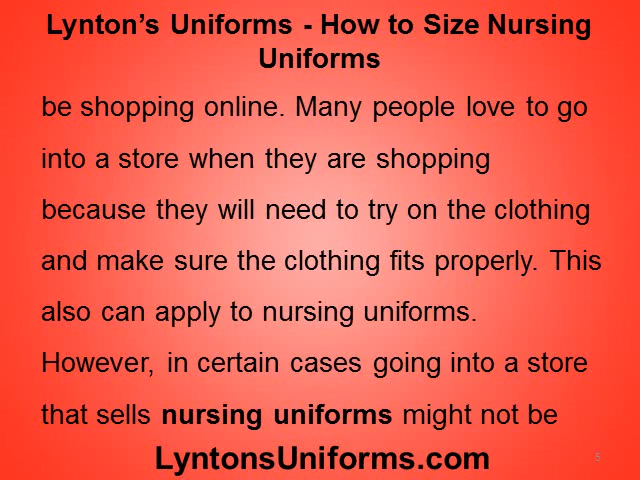 Lynton’s Uniforms - How to Size Nursing
Uniforms
be shopping online. Many people love to go
into a store when they are shopping
because they will need to try on the clothing
and make sure the clothing fits properly. This
also can apply to nursing uniforms.
However, in certain cases going into a store
that sells nursing uniforms might not be
LyntonsUniforms.com
5